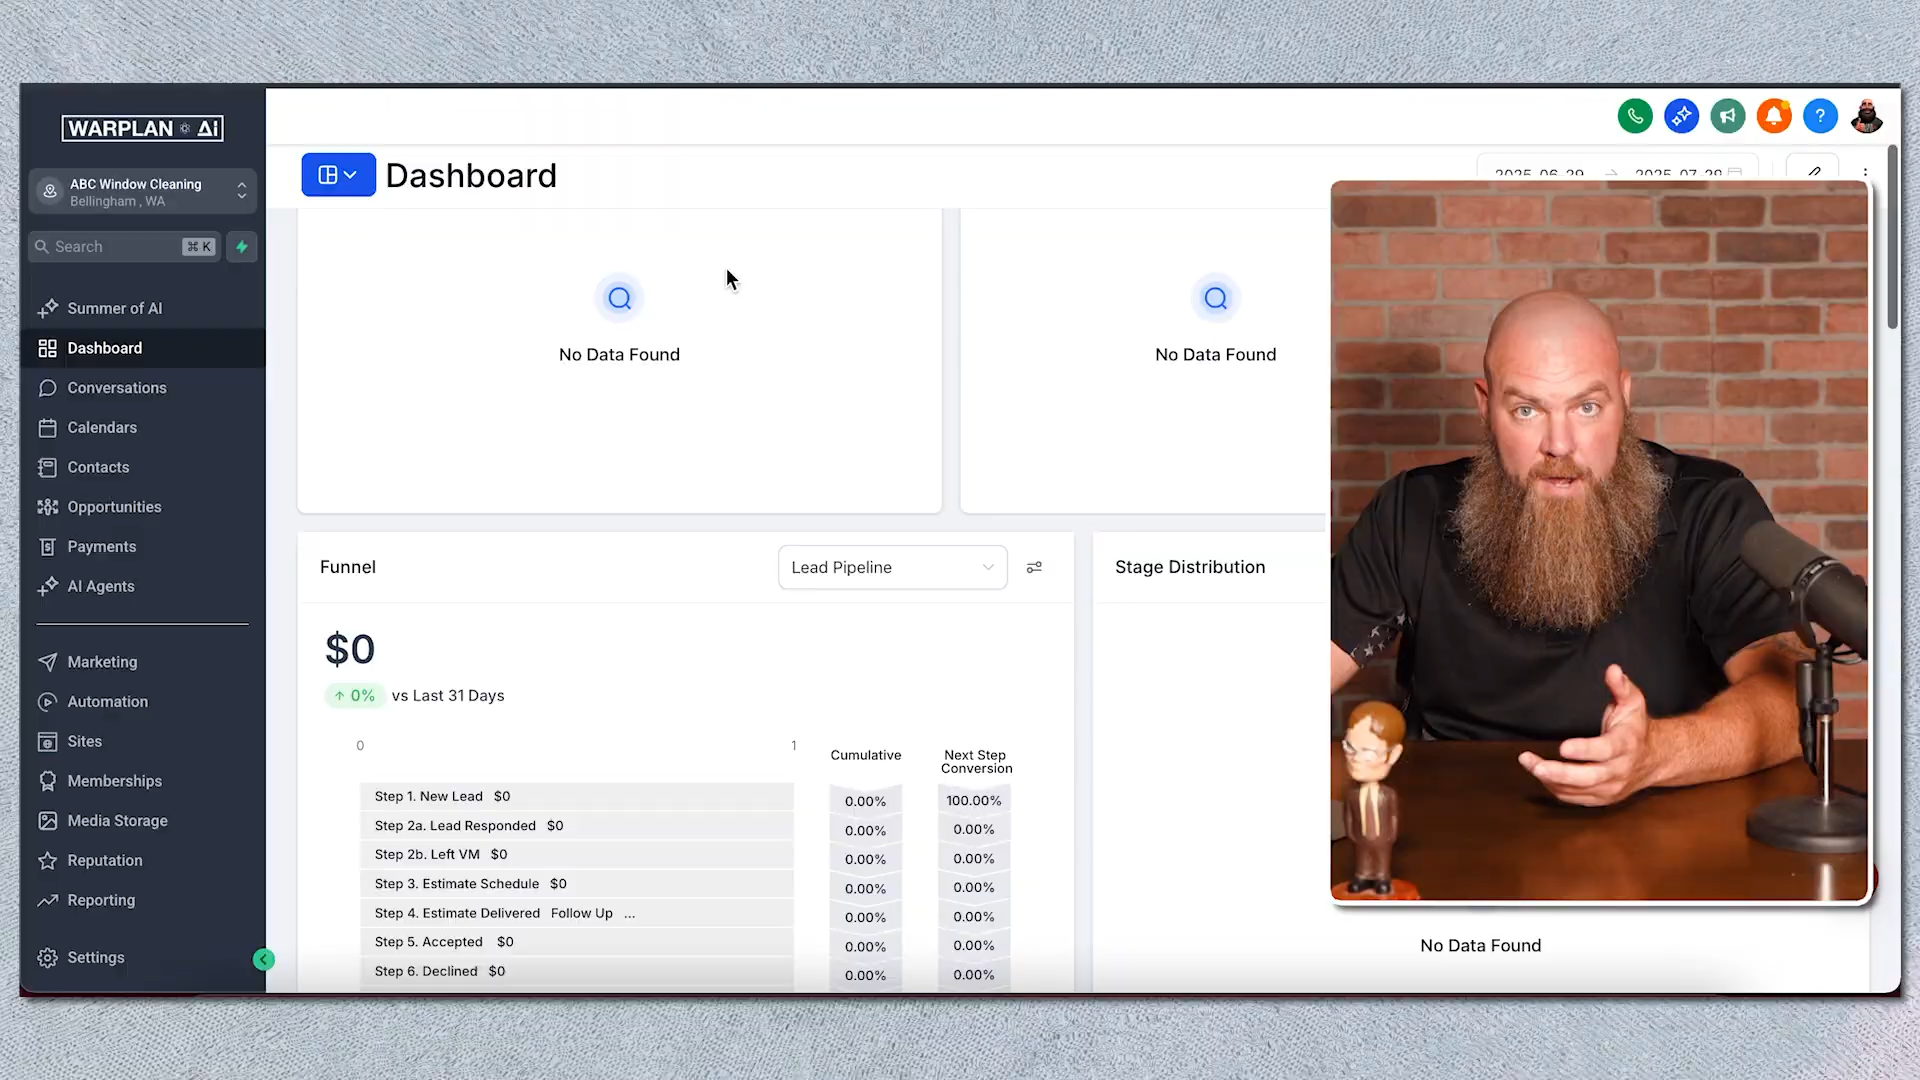 WARPLAN Ai
ABC Window Cleaning
Bellingham , WA
Search ⌘ K
Summer of AI
Dashboard
Conversations
Calendars
Contacts
Opportunities
Payments
AI Agents
Marketing
Automation
Sites
Memberships
Media Storage
Reputation
Reporting
Settings
Dashboard
2025-06-29 → 2025-07-29
?
No Data Found
No Data Found
Funnel
Lead Pipeline
$0
↑ 0% vs Last 31 Days
0 1
Cumulative
Next Step
Conversion
Step 1. New Lead $0 0.00% 100.00%
Step 2a. Lead Responded $0 0.00% 0.00%
Step 2b. Left VM $0 0.00% 0.00%
Step 3. Estimate Schedule $0 0.00% 0.00%
Step 4. Estimate Delivered Follow Up ... 0.00% 0.00%
Step 5. Accepted $0 0.00% 0.00%
Step 6. Declined $0 0.00% 0.00%
Stage Distribution
No Data Found